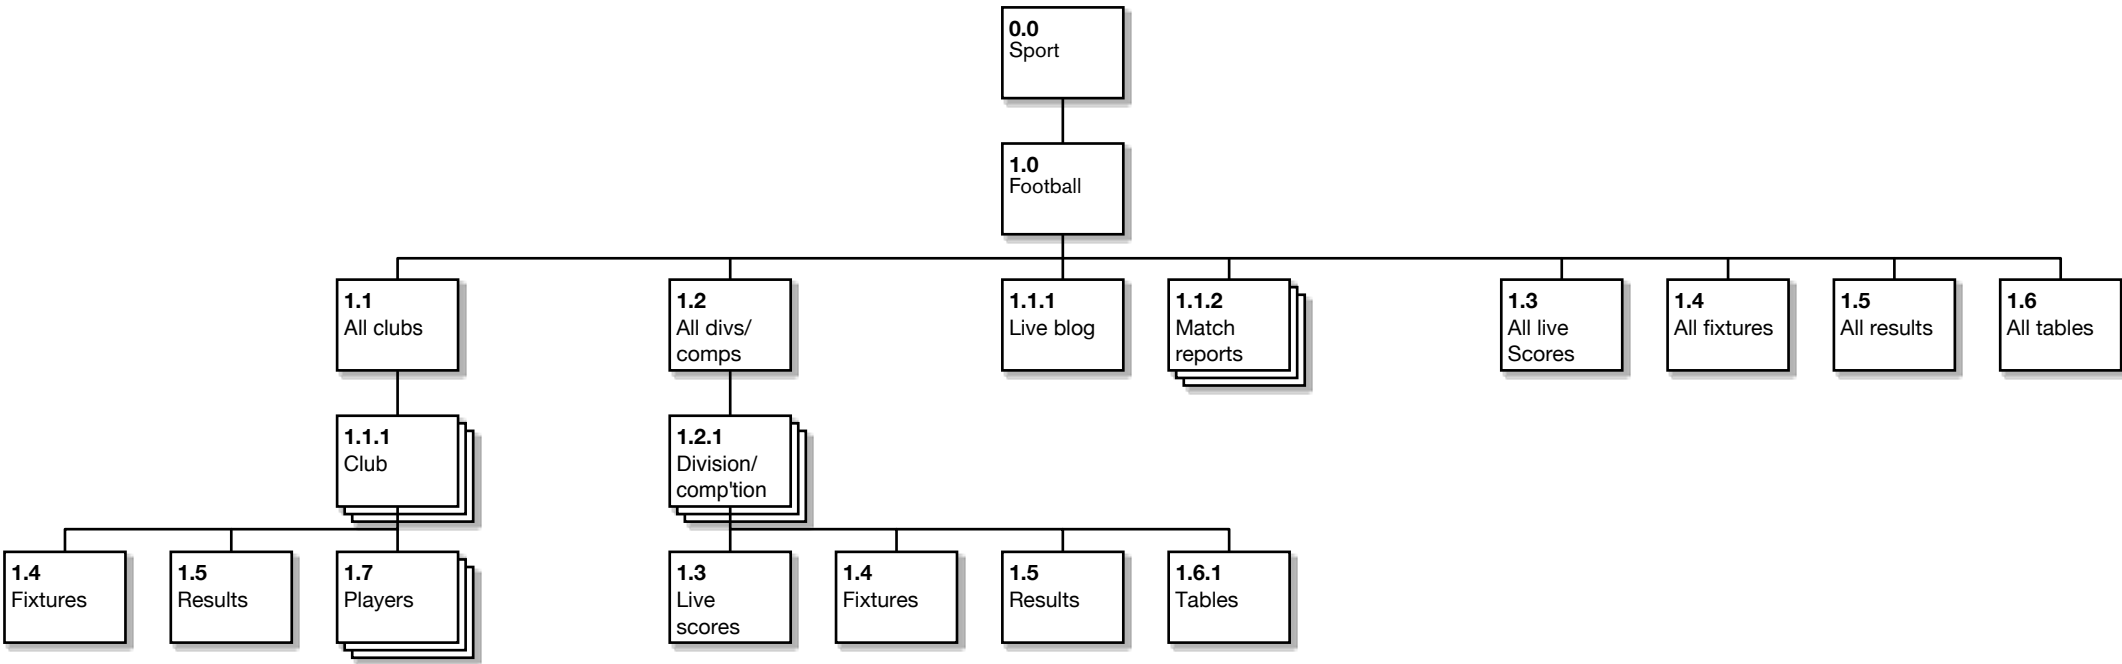 0.0
Sport
1.0
Football
1.1
All clubs
1.2
All divs/
comps
1.1.1
Live blog
1.1.2
Match
reports
1.3
All live
Scores
1.4
All fixtures
1.5
All results
1.6
All tables
1.1.1
Club
1.2.1
Division/
comp'tion
1.4
Fixtures
1.5
Results
1.7
Players
1.3
Live
scores
1.4
Fixtures
1.5
Results
1.6.1
Tables